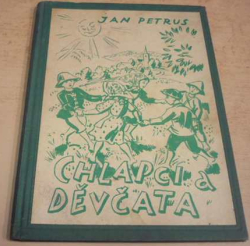 JAN PETRUS
CHLAPCI a
DĚVČATA